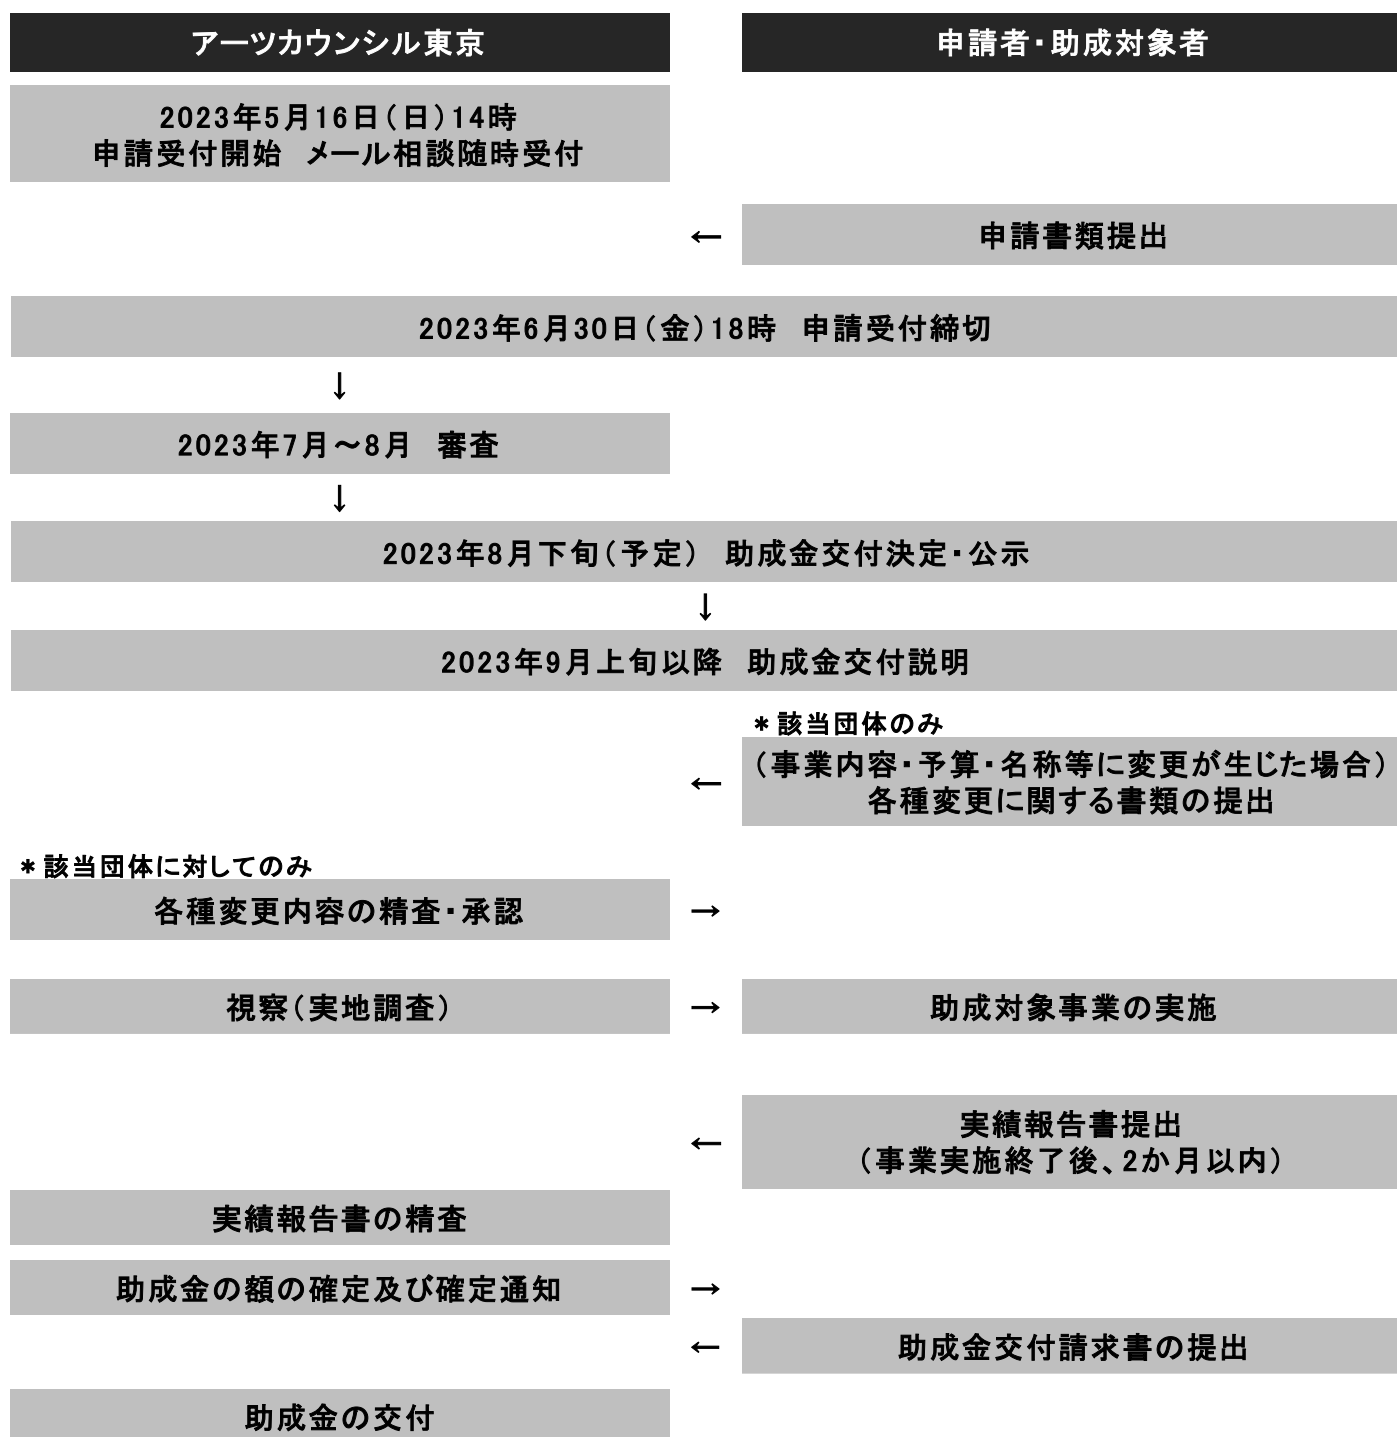 アーツカウンシル東京
申請者・助成対象者
2023年5月16日（日）14時
申請受付開始　メール相談随時受付
←
申請書類提出
2023年6月30日（金）18時　申請受付締切
↓
2023年7月～8月　審査
↓
2023年8月下旬（予定）　助成金交付決定・公示
↓
2023年9月上旬以降　助成金交付説明
＊該当団体のみ
（事業内容・予算・名称等に変更が生じた場合）
←
各種変更に関する書類の提出
＊該当団体に対してのみ
各種変更内容の精査・承認
→
視察（実地調査）
→
助成対象事業の実施
実績報告書提出
←
（事業実施終了後、2か月以内）
実績報告書の精査
助成金の額の確定及び確定通知
→
←
助成金交付請求書の提出
助成金の交付